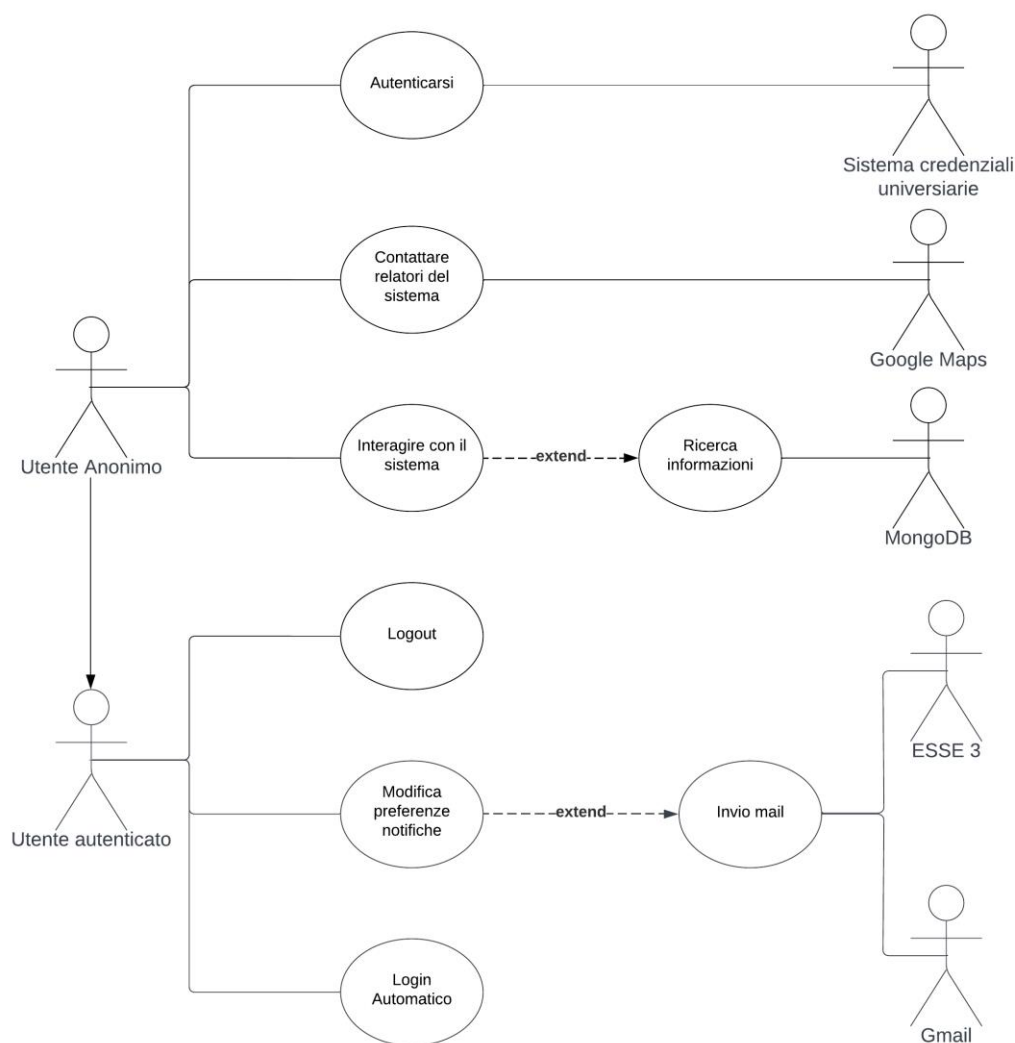 Autenticarsi
Sistema credenziali
universiarie
Contattare
relatori del
sistema
Google Maps
Utente Anonimo
Interagire con il
sistema
extend
Ricerca
informazioni
MongoDB
Logout
ESSE 3
Utente autenticato
Modifica
preferenze
notifiche
extend
Invio mail
Login
Automatico
Gmail